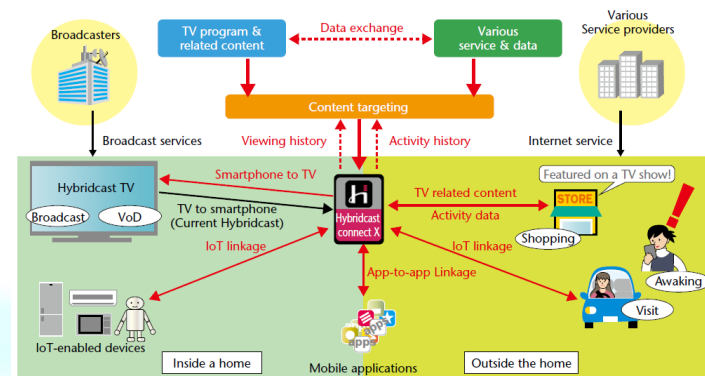 Broadcasters
TV program &
related content
Data exchange
Various
service & data
Various
Service providers
Content targeting
Broadcast services
Viewing history
Activity history
Internet service
Hybridcast TV
Broadcast
VoD
Smartphone to TV
TV to smartphone
(Current Hybridcast)
H
Hybridcast
connect X
TV related content
Activity data
Featured on a TV show!
STORE
Shopping
IoT linkage
IoT linkage
App-to-app Linkage
Awaking
Visit
IoT-enabled devices
Inside a home
apps
apps
Mobile applications
Outside the home